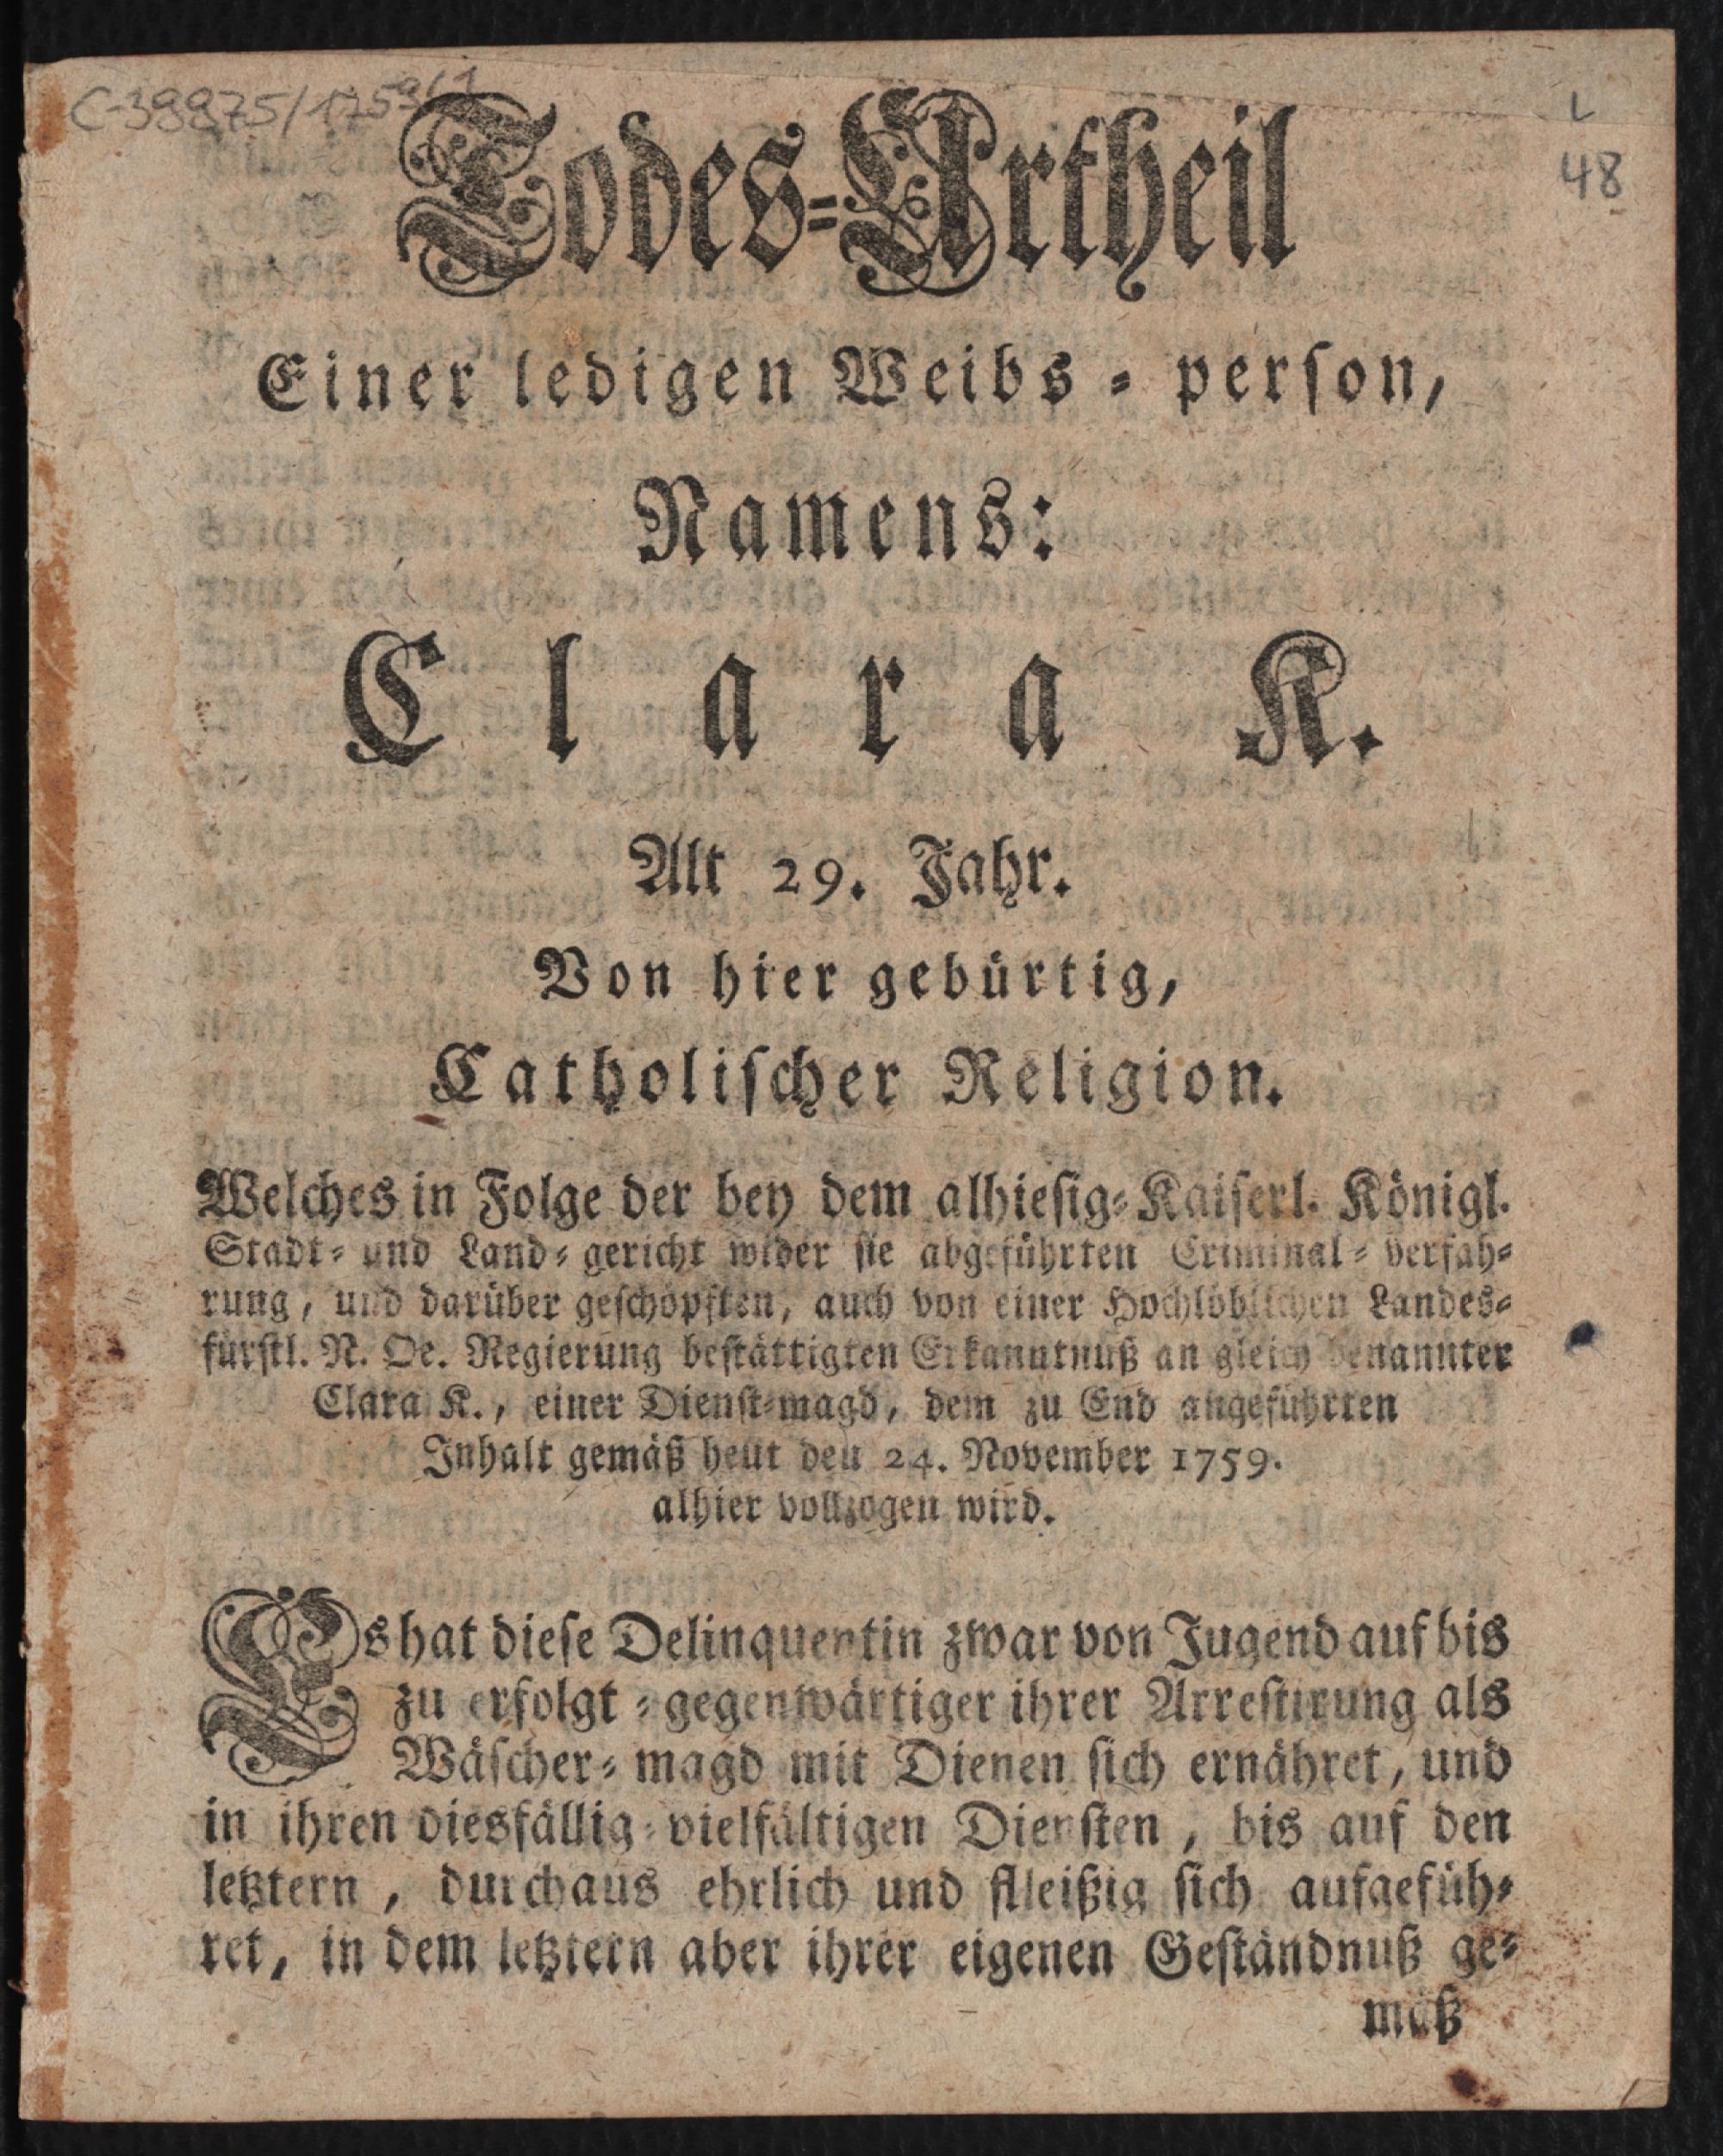 C-39975/1759/1
L
48
Todes-Urtheil
Einer ledigen Weibs-person,
Namens:
Clara K.
Alt 29. Jahr.
Von hier gebürtig,
Catholischer Religion.
Welches in Folge der bey dem alhiesig-Kaiserl. Königl.
Stadt- und Land-gericht wider sie abgeführten Criminal-verfah-
rung, und darüber geschöpften, auch von einer Hochlöblichen Landes-
fürstl. N. Oe. Regierung bestättigten Erkanntnuß an gleich benannter
Clara K., einer Dienst-magd, dem zu End angeführten
Inhalt gemäß heut den 24. November 1759.
alhier vollzogen wird.
Es hat diese Delinquentin zwar von Jugend auf bis
zu erfolgt-gegenwärtiger ihrer Arrestirung als
Wäscher-magd mit Dienen sich ernähret, und
in ihren diesfällig-vielfältigen Diensten, bis auf den
letztern, durchaus ehrlich und fleißig sich aufgefüh-
ret, in dem letztern aber ihrer eigenen Geständnuß ge-
mäß